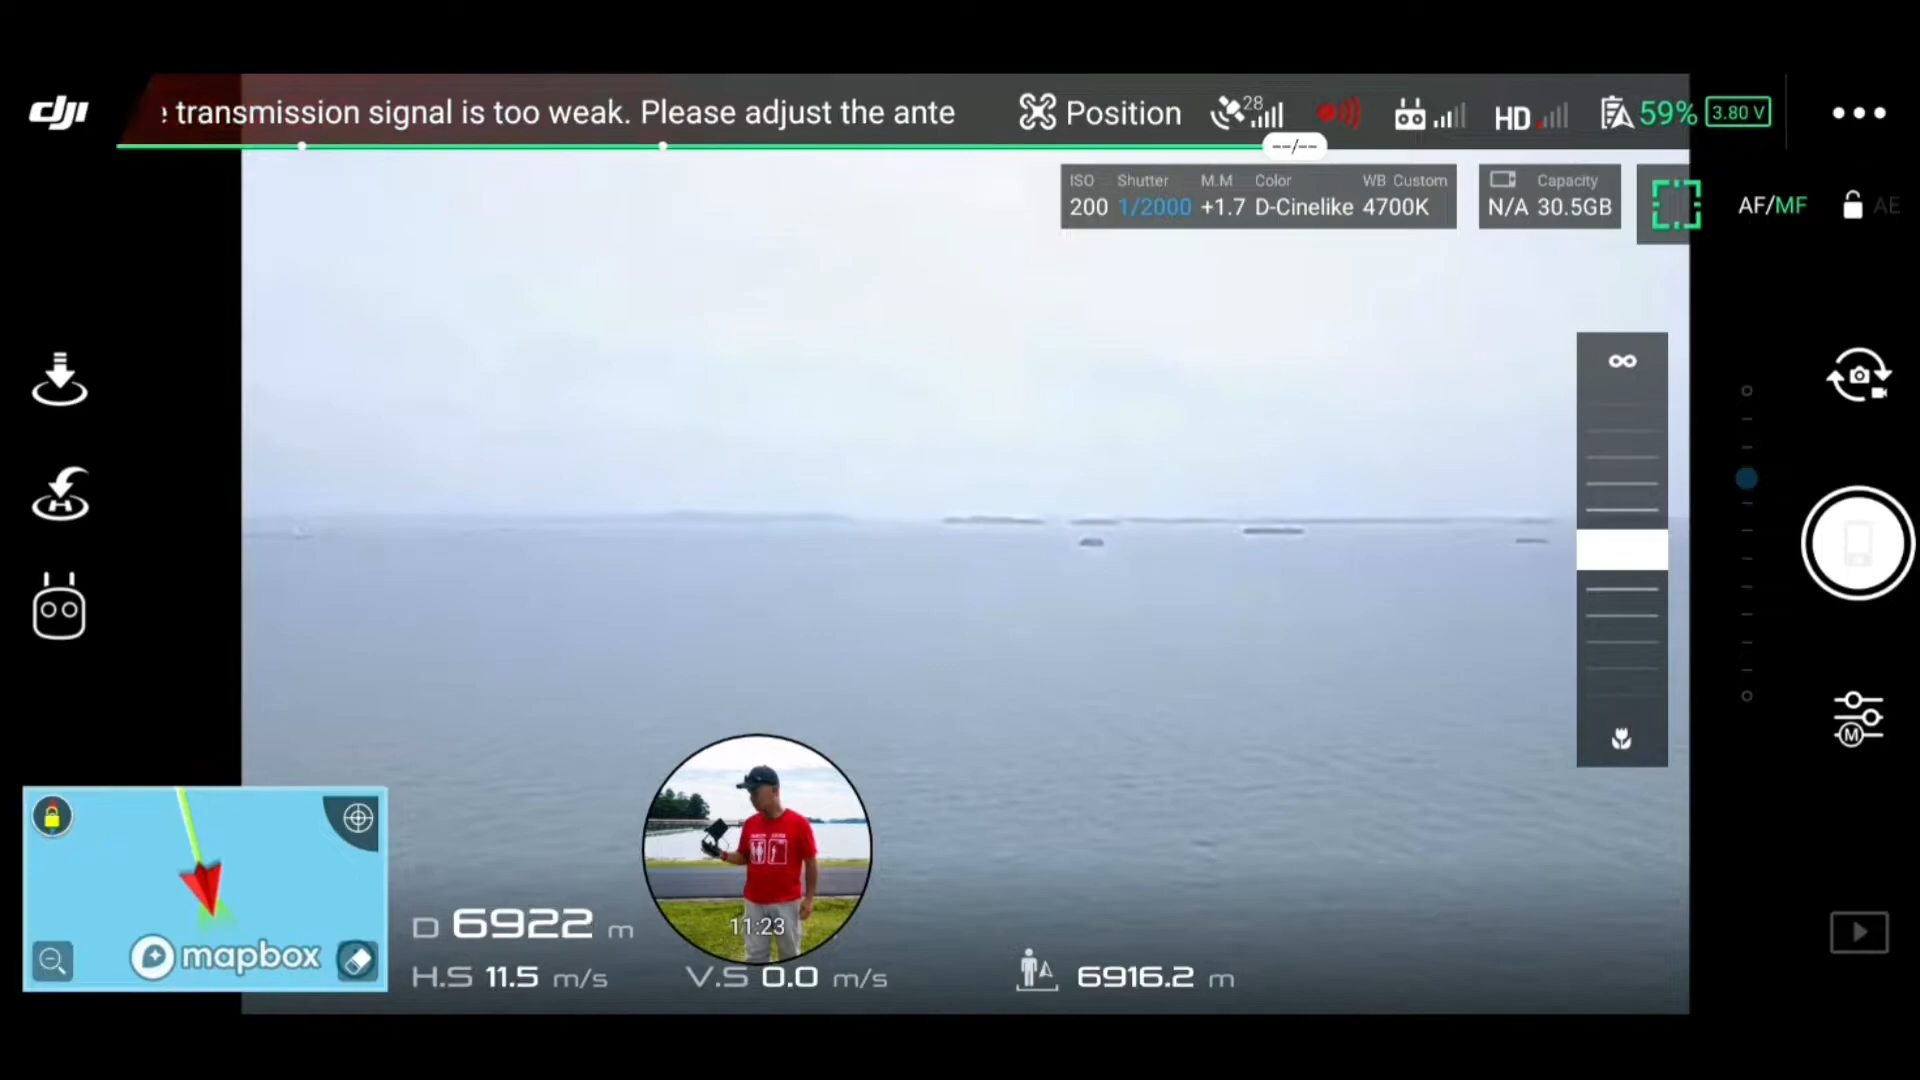 dji
transmission signal is too weak. Please adjust the ante
Position
28
HD
59%
3.80 V
--/--
ISO Shutter M.M Color WB Custom
200 1/2000 +1.7 D-Cinelike 4700K
Capacity
N/A 30.5GB
AF/MF
AE
M
mapbox
D 6922 m
11:23
H.S 11.5 m/s
V.S 0.0 m/s
6916.2 m